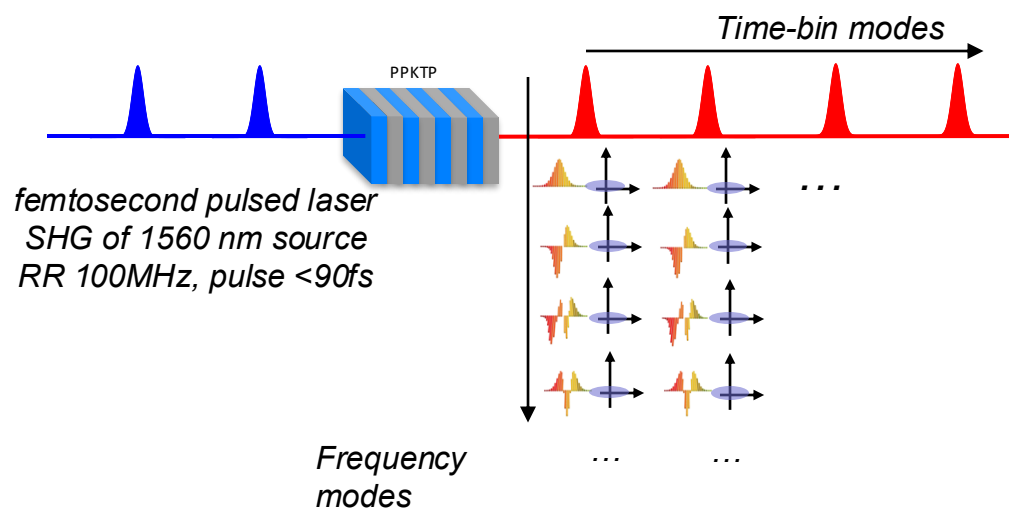 Time-bin modes
PPKTP
...
femtosecond pulsed laser
SHG of 1560 nm source
RR 100MHz, pulse <90fs
Frequency
modes
... ...